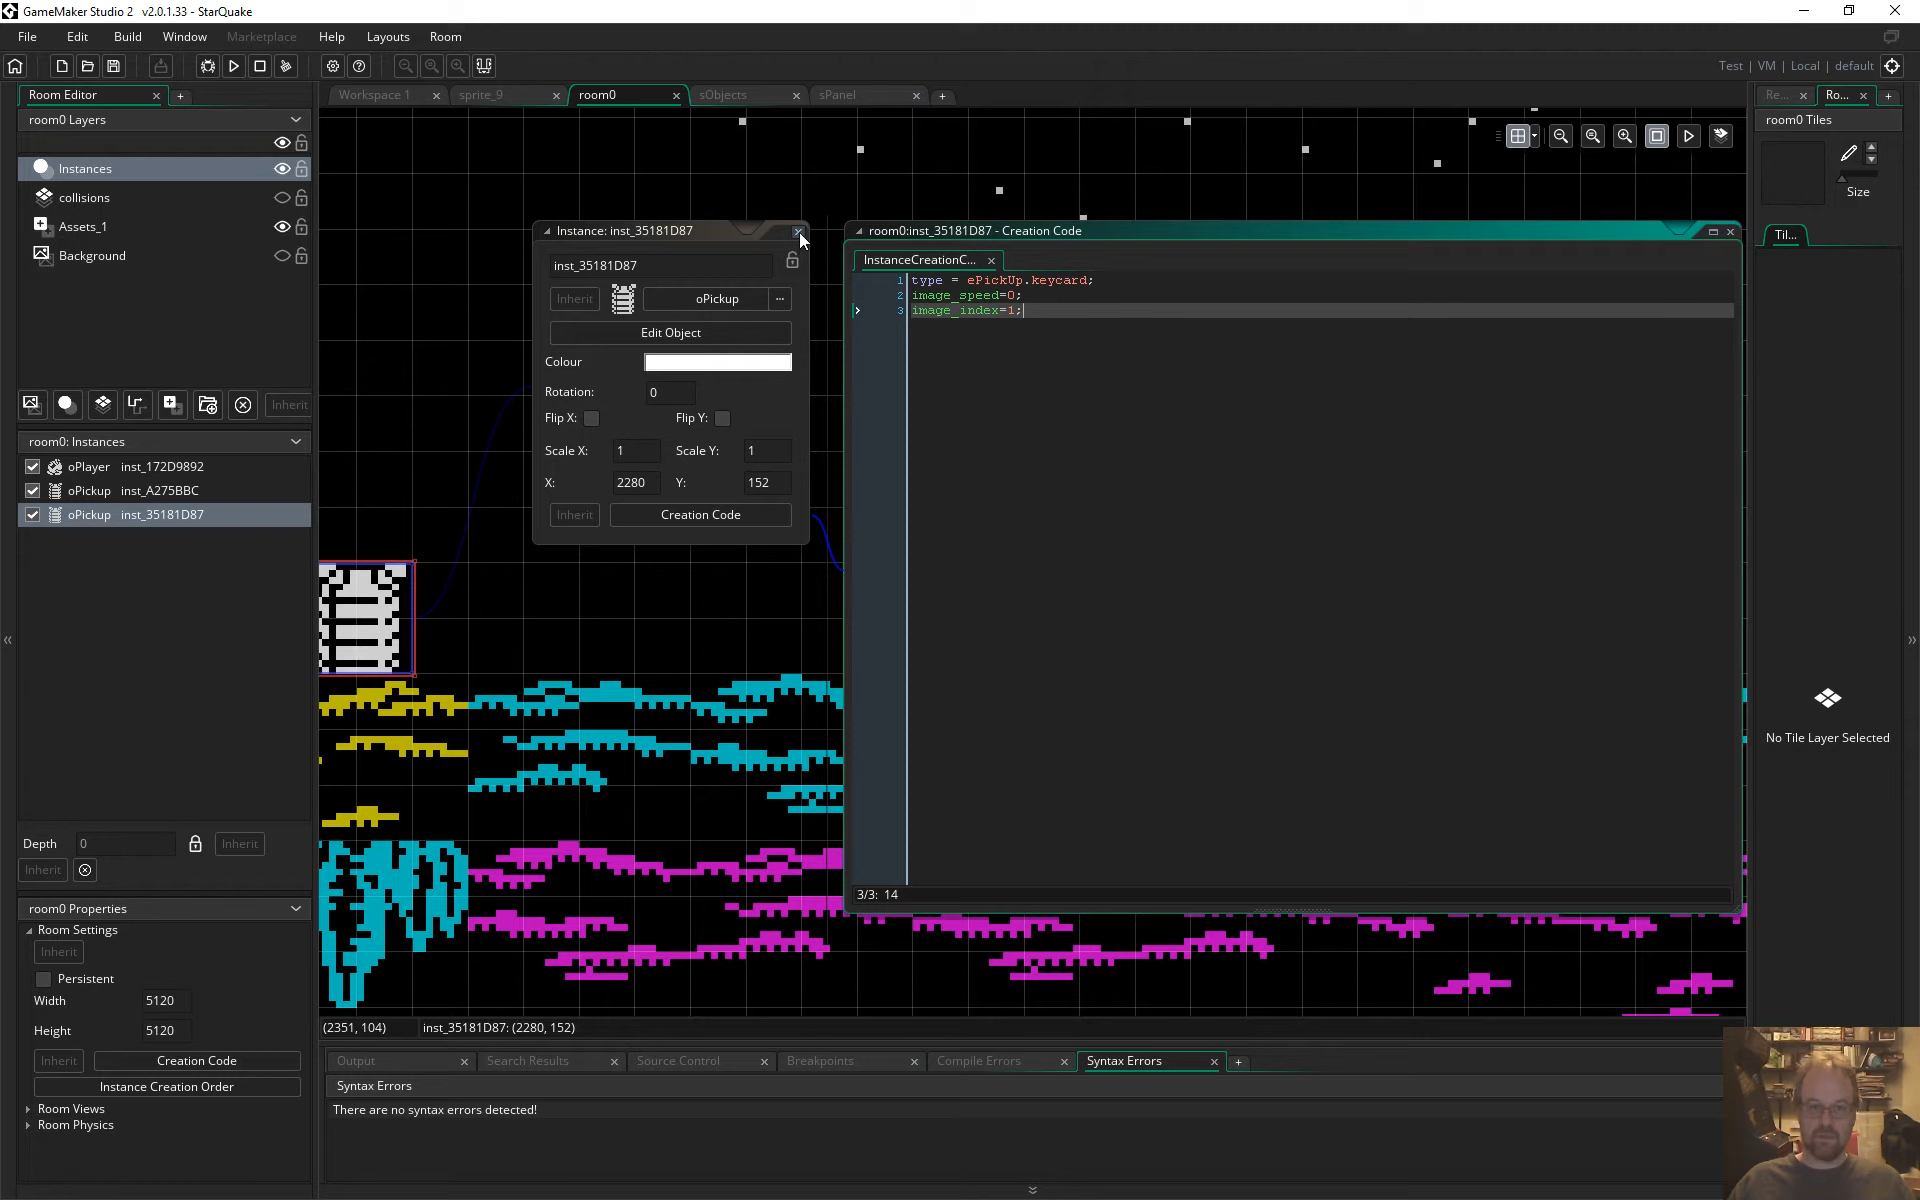 GameMaker Studio 2 v2.0.1.33 - StarQuake
File Edit Build Window Marketplace Help Layouts Room
Test | VM | Local | default
Room Editor
Workspace 1
sprite_9
room0
sObjects
sPanel
Re...
Ro...
room0 Layers
room0 Tiles
Instances
collisions
Assets_1
Background
Size
Til...
No Tile Layer Selected
Inherit
room0: Instances
oPlayer inst_172D9892
oPickup inst_A275BBC
oPickup inst_35181D87
Depth 0 Inherit
Inherit
room0 Properties
Room Settings
Inherit
Persistent
Width 5120
Height 5120
Inherit Creation Code
Instance Creation Order
Room Views
Room Physics
Instance: inst_35181D87
inst_35181D87
Inherit oPickup ...
Edit Object
Colour
Rotation: 0
Flip X: Flip Y:
Scale X: 1 Scale Y: 1
X: 2280 Y: 152
Inherit Creation Code
room0:inst_35181D87 - Creation Code
InstanceCreationC...
1 type = ePickUp.keycard;
2 image_speed=0;
3 image_index=1;
3/3: 14
(2351, 104) inst_35181D87: (2280, 152)
Output Search Results Source Control Breakpoints Compile Errors Syntax Errors
Syntax Errors
There are no syntax errors detected!